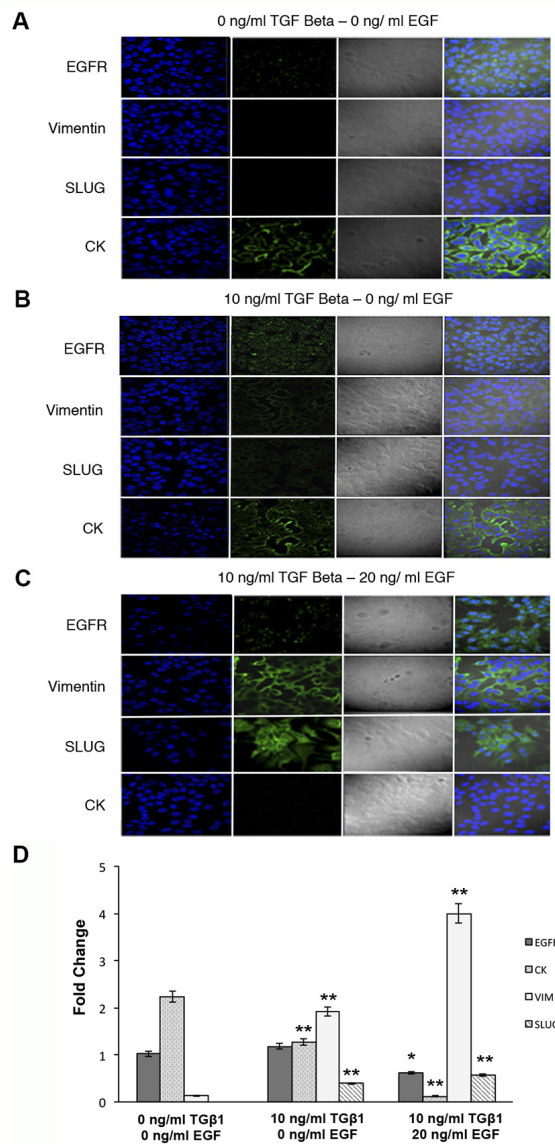 A
0 ng/ml TGF Beta – 0 ng/ ml EGF
EGFR
Vimentin
SLUG
CK
B
10 ng/ml TGF Beta – 0 ng/ ml EGF
EGFR
Vimentin
SLUG
CK
C
10 ng/ml TGF Beta – 20 ng/ ml EGF
EGFR
Vimentin
SLUG
CK
D
Fold Change
5
4
3
2
1
0
**
**
**
*
**
**
**
EGFR
CK
VIM
SLUG
0 ng/ml TGβ1
0 ng/ml EGF
10 ng/ml TGβ1
0 ng/ml EGF
10 ng/ml TGβ1
20 ng/ml EGF